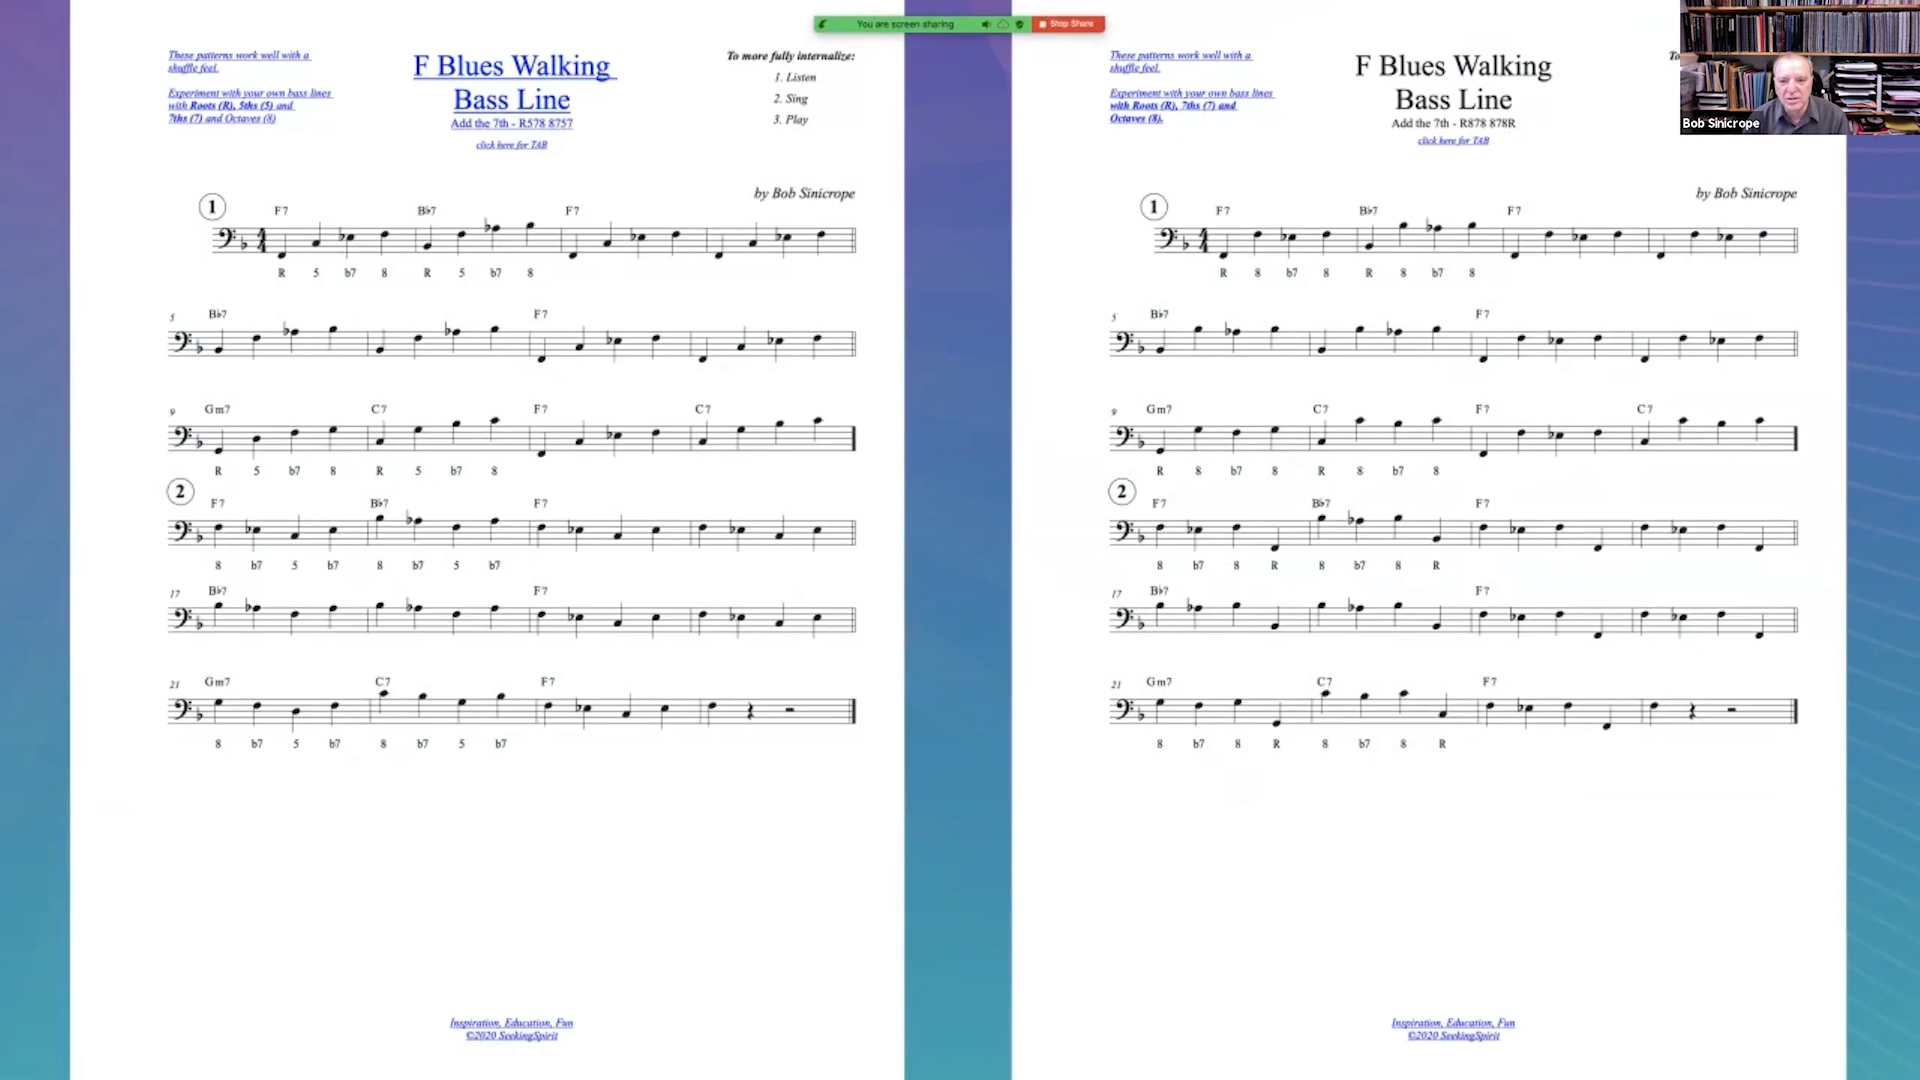 You are screen sharing
Stop Share
Bob Sinicrope
These patterns work well with a
shuffle feel.
Experiment with your own bass lines
with Roots (R), 5ths (5) and
7ths (7) and Octaves (8)
F Blues Walking
Bass Line
Add the 7th - R578 8757
click here for TAB
To more fully internalize:
1. Listen
2. Sing
3. Play
by Bob Sinicrope
1
F7 B♭7 F7
4
4
R 5 b7 8 R 5 b7 8
5
B♭7 F7
9
Gm7 C7 F7 C7
R 5 b7 8 R 5 b7 8
2
F7 B♭7 F7
8 b7 5 b7 8 b7 5 b7
17
B♭7 F7
21
Gm7 C7 F7
8 b7 5 b7 8 b7 5 b7
Inspiration, Education, Fun
©2020 SeekingSpirit
These patterns work well with a
shuffle feel.
Experiment with your own bass lines
with Roots (R), 7ths (7) and
Octaves (8).
F Blues Walking
Bass Line
Add the 7th - R878 878R
click here for TAB
To
by Bob Sinicrope
1
F7 B♭7 F7
4
4
R 8 b7 8 R 8 b7 8
5
B♭7 F7
9
Gm7 C7 F7 C7
R 8 b7 8 R 8 b7 8
2
F7 B♭7 F7
8 b7 8 R 8 b7 8 R
17
B♭7 F7
21
Gm7 C7 F7
8 b7 8 R 8 b7 8 R
Inspiration, Education, Fun
©2020 SeekingSpirit